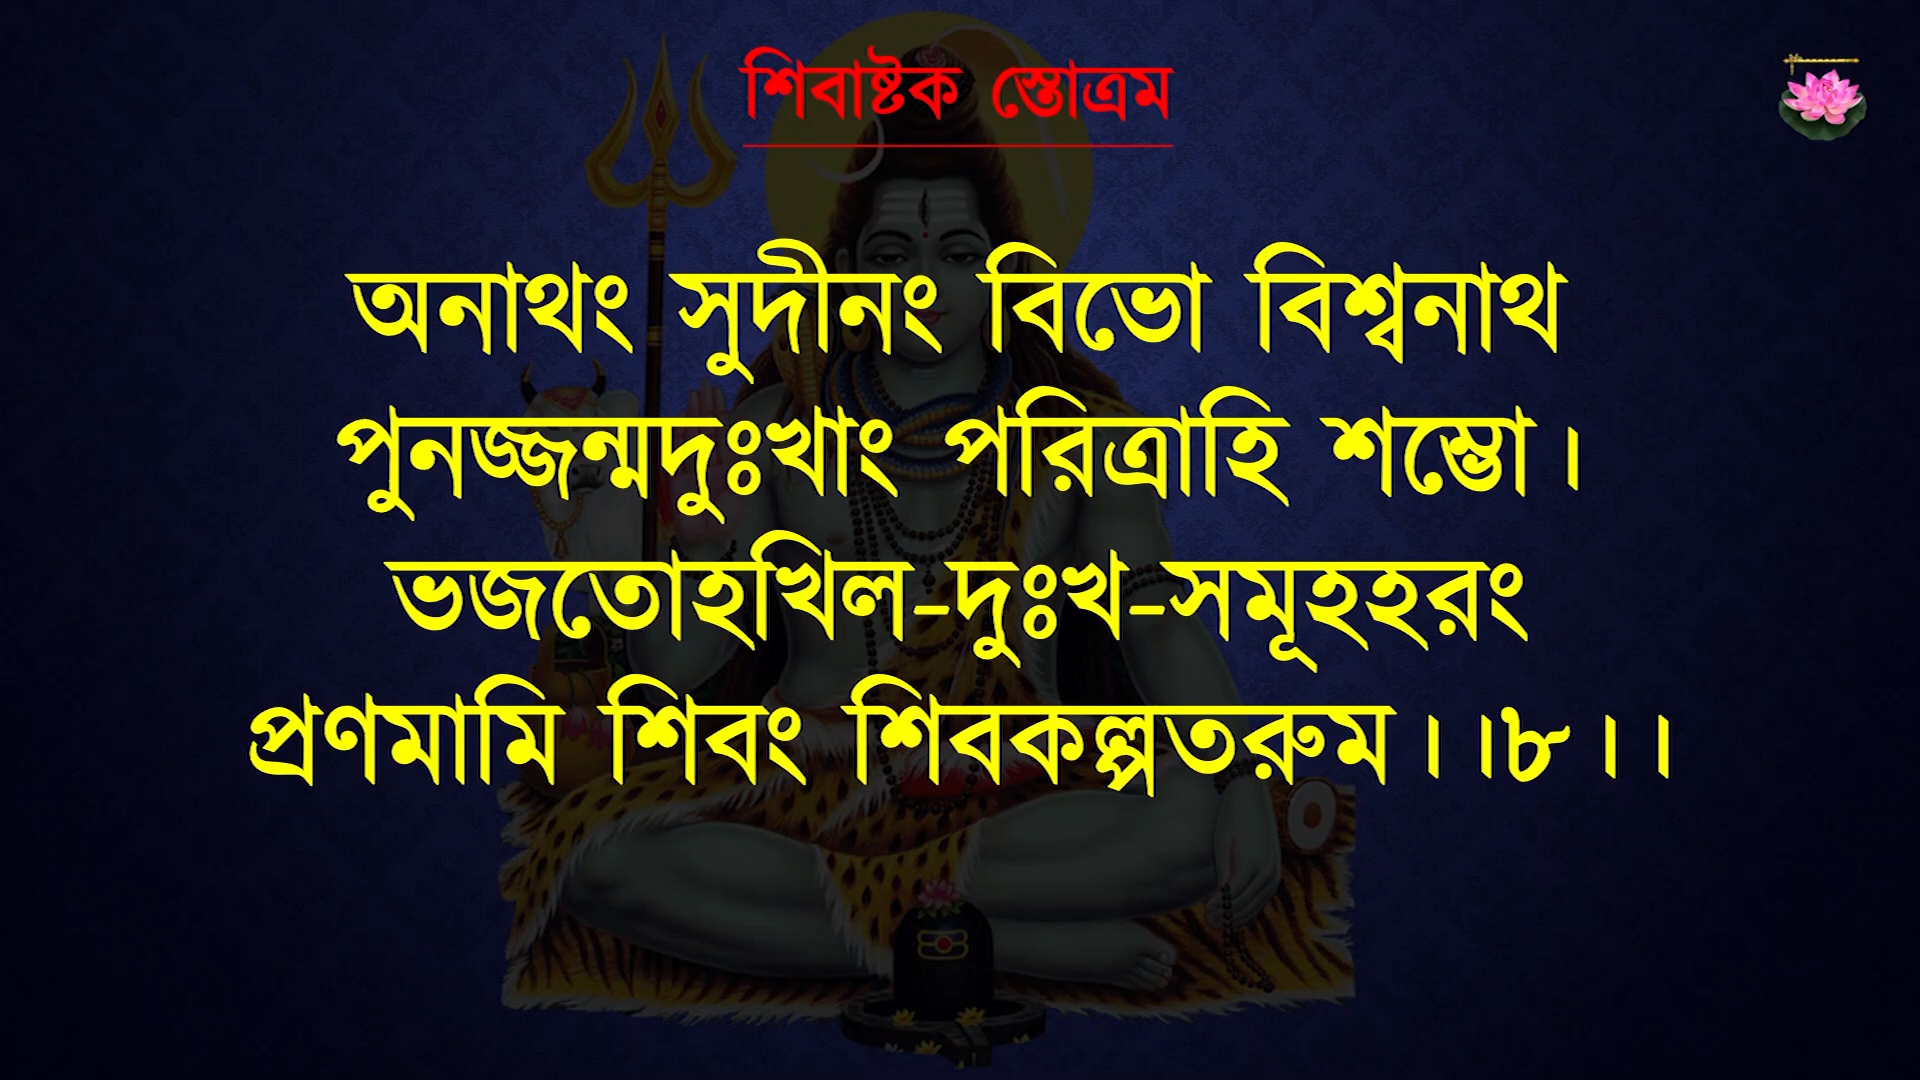 শিবাষ্টক স্তোত্রম
অনাথং সুদীনং বিভো বিশ্বনাথ
পুনর্জ্জন্মদুঃখাং পরিত্রাহি শম্ভো।
ভজতোহখিল-দুঃখ-সমূহহরং
প্রণমামি শিবং শিবকল্পতরুম।।৮।।